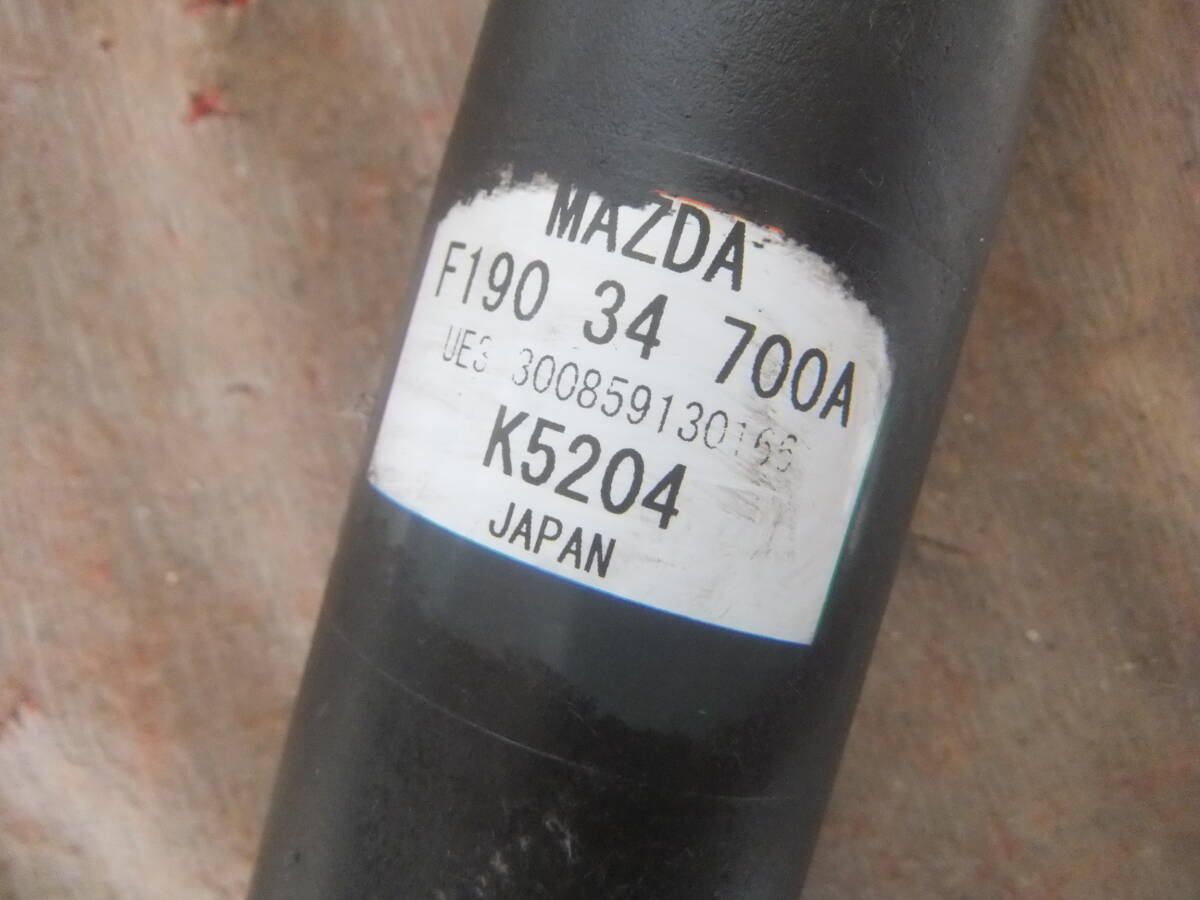 MAZDA
F190 34 700A
UE3 300859130166
K5204
JAPAN